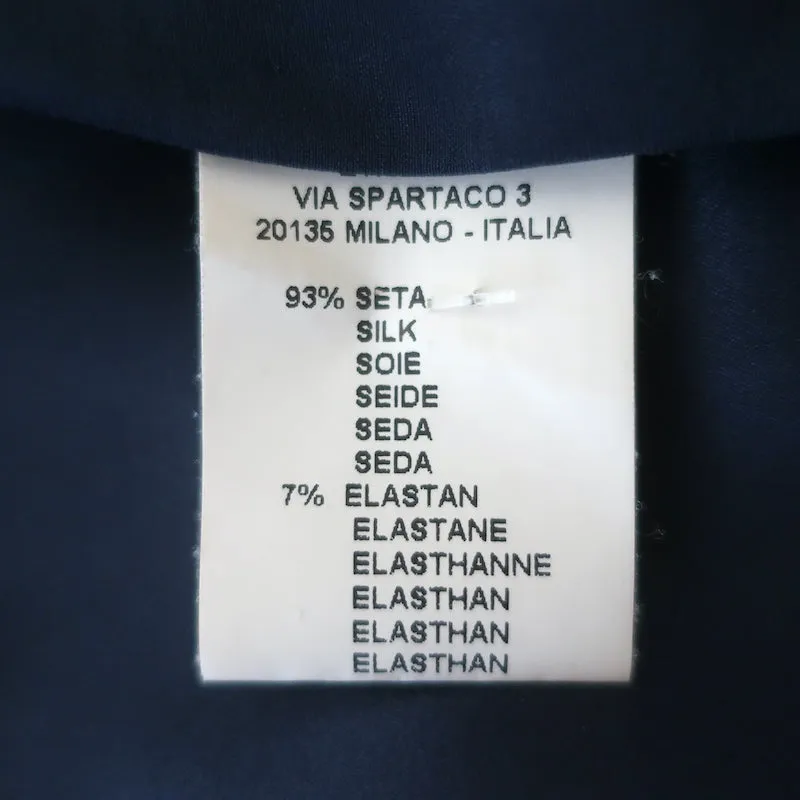 VIA SPARTACO 3
20135 MILANO - ITALIA
93% SETA
SILK
SOIE
SEIDE
SEDA
SEDA
7% ELASTAN
ELASTANE
ELASTHANNE
ELASTHAN
ELASTHAN
ELASTHAN